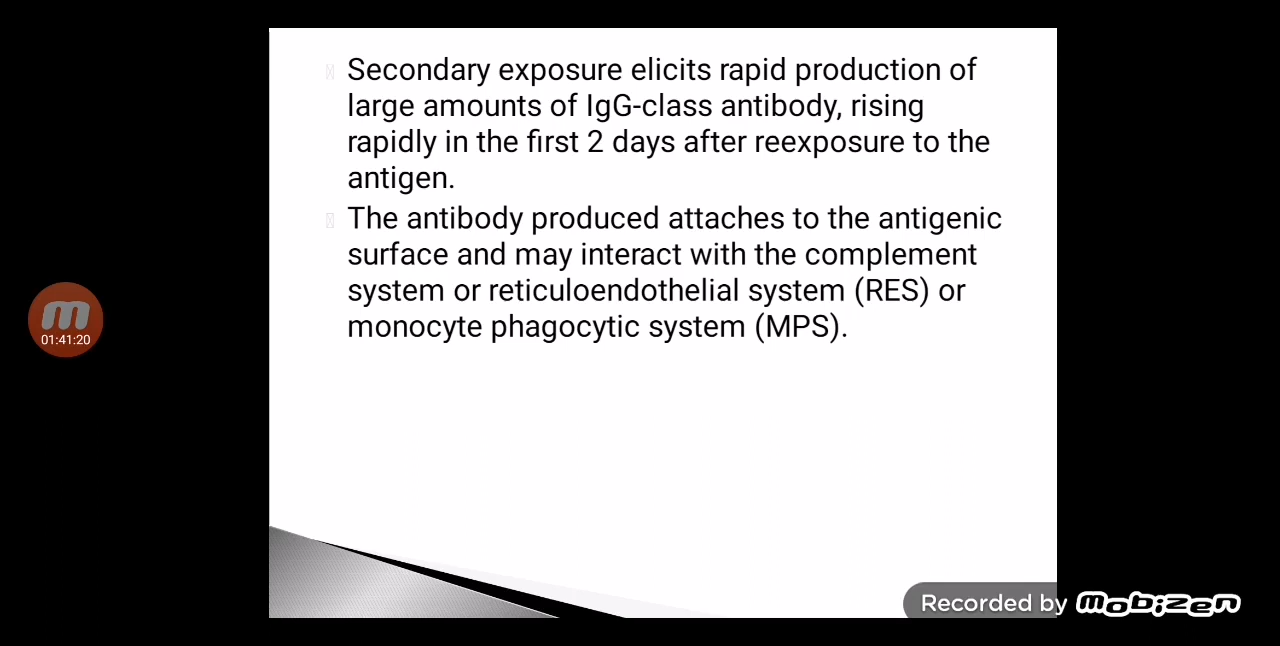 Secondary exposure elicits rapid production of
large amounts of IgG-class antibody, rising
rapidly in the first 2 days after reexposure to the
antigen.
The antibody produced attaches to the antigenic
surface and may interact with the complement
system or reticuloendothelial system (RES) or
monocyte phagocytic system (MPS).
m
01:41:20
Recorded by mobizen